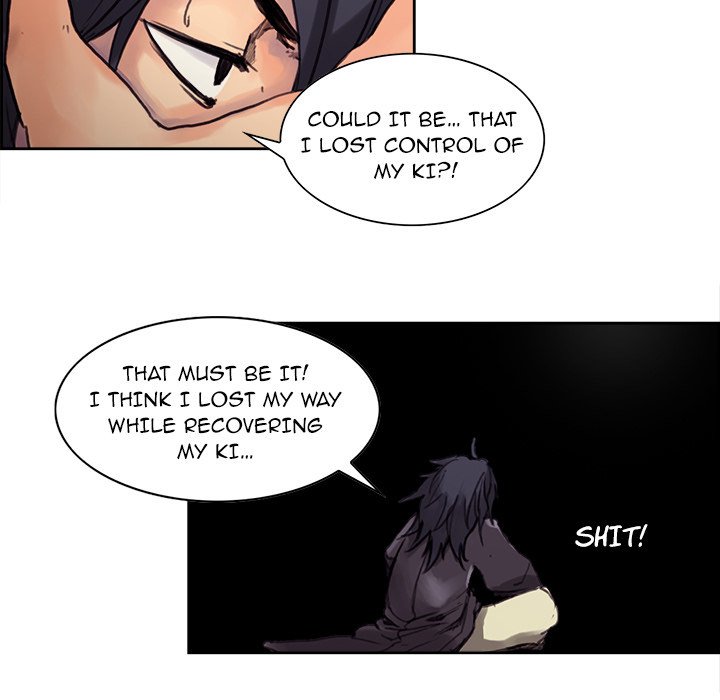 COULD IT BE... THAT
I LOST CONTROL OF
MY KI?!
THAT MUST BE IT!
I THINK I LOST MY WAY
WHILE RECOVERING
MY KI...
SHIT!